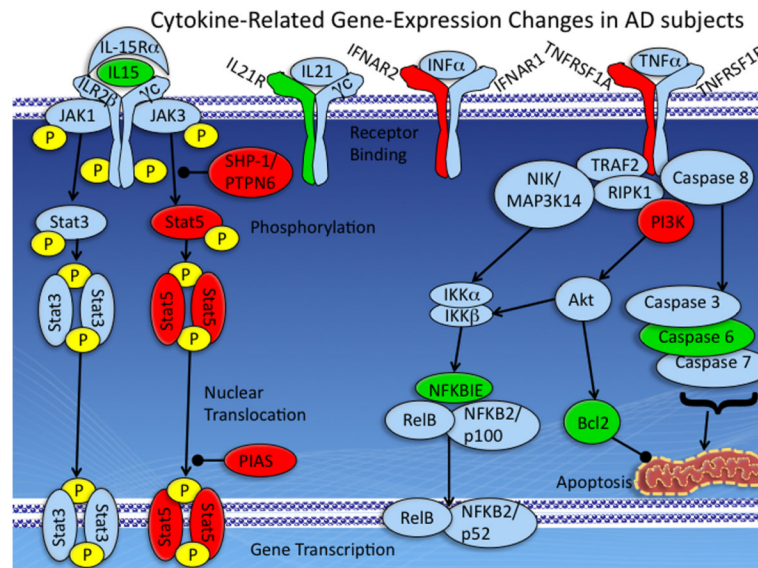 Cytokine-Related Gene-Expression Changes in AD subjects
IL-15Rα
IL15
ILR2β
γc
IL21R
IL21
γc
IFNAR2
INFα
IFNAR1
TNFRSF1A
TNFα
JAK1
JAK3
P
P
P
P
Receptor
Binding
SHP-1/
PTPN6
NIK/
MAP3K14
TRAF2
RIPK1
Caspase 8
PI3K
Stat3
P
Stat5
P
Phosphorylation
P
Stat3
Stat3
P
P
Stat5
Stat5
P
IKKα
IKKβ
Akt
Caspase 3
Caspase 6
Caspase 7
Nuclear
Translocation
NFKBIE
RelB
NFKB2/
p100
Bcl2
PIAS
Apoptosis
P
Stat3
Stat3
P
P
Stat5
Stat5
P
RelB
NFKB2/
p52
Gene Transcription